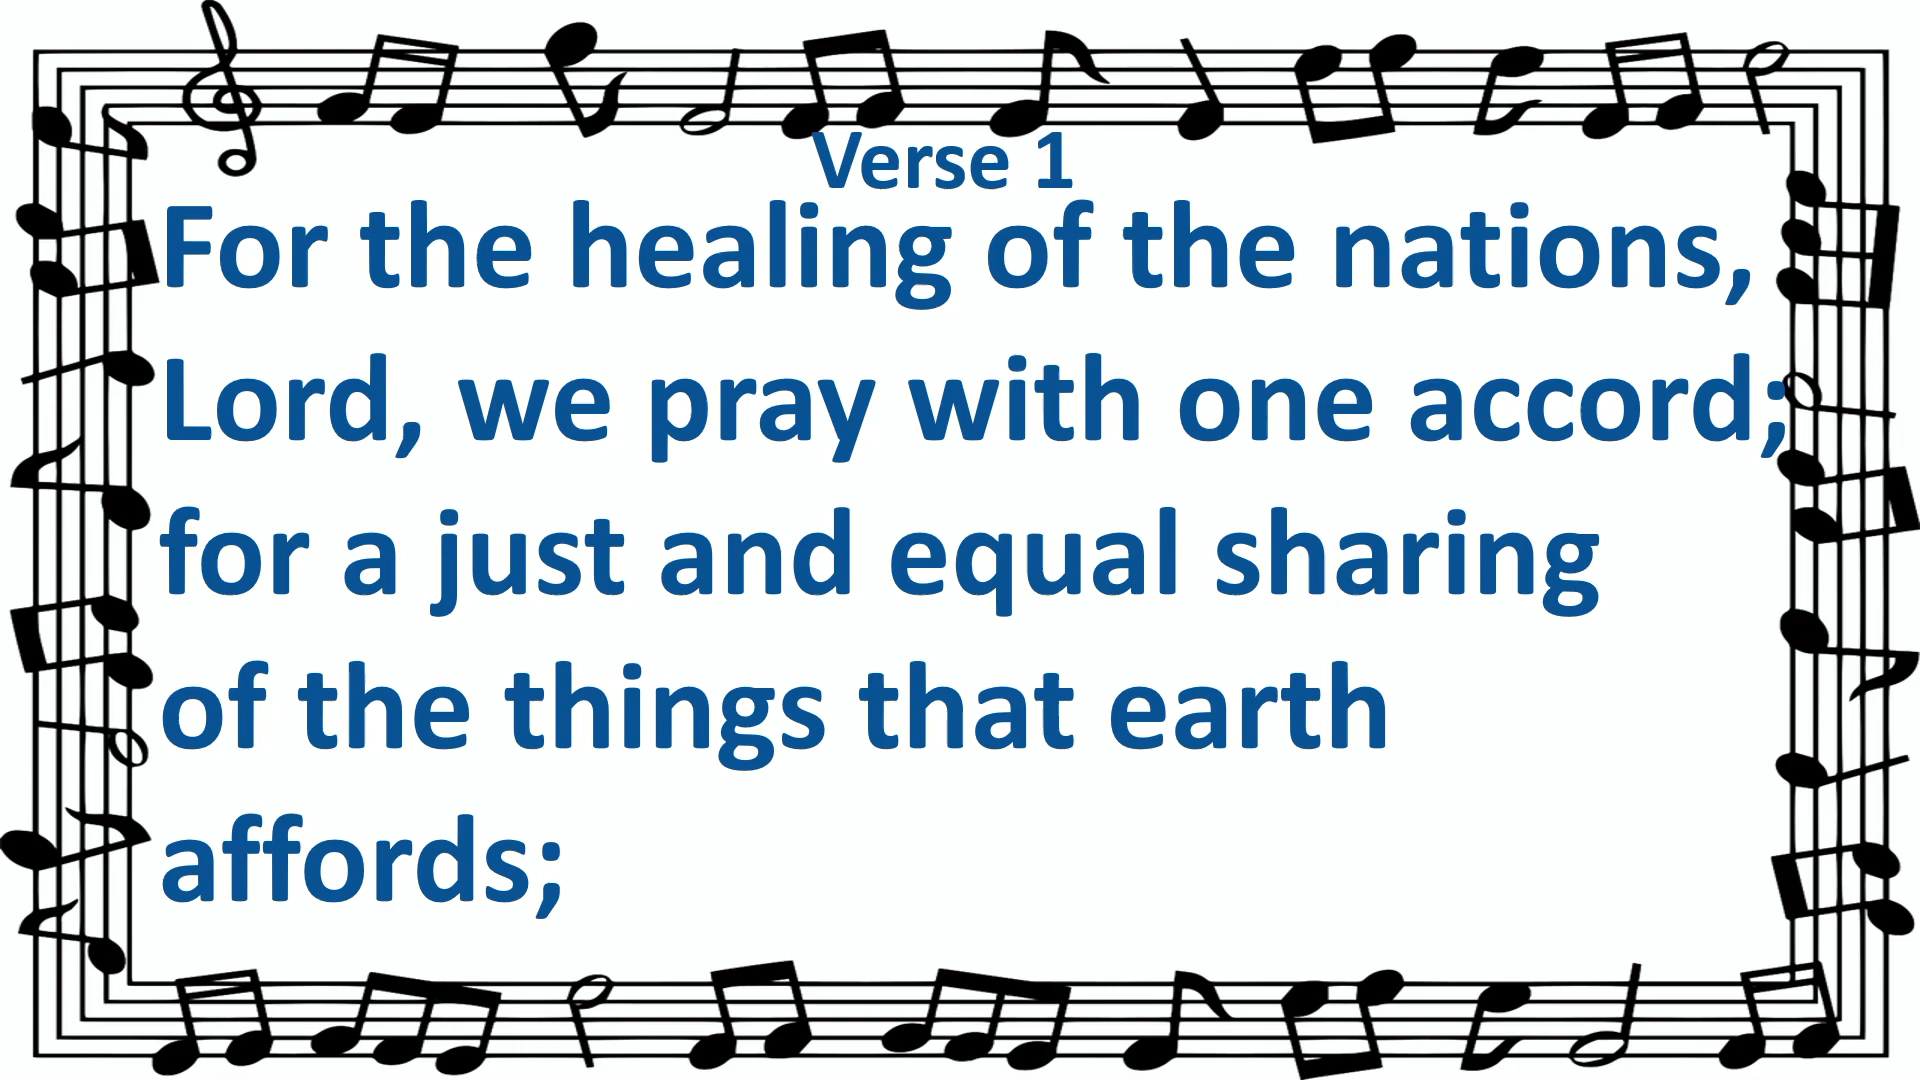 Verse 1
For the healing of the nations,
Lord, we pray with one accord;
for a just and equal sharing
of the things that earth
affords;